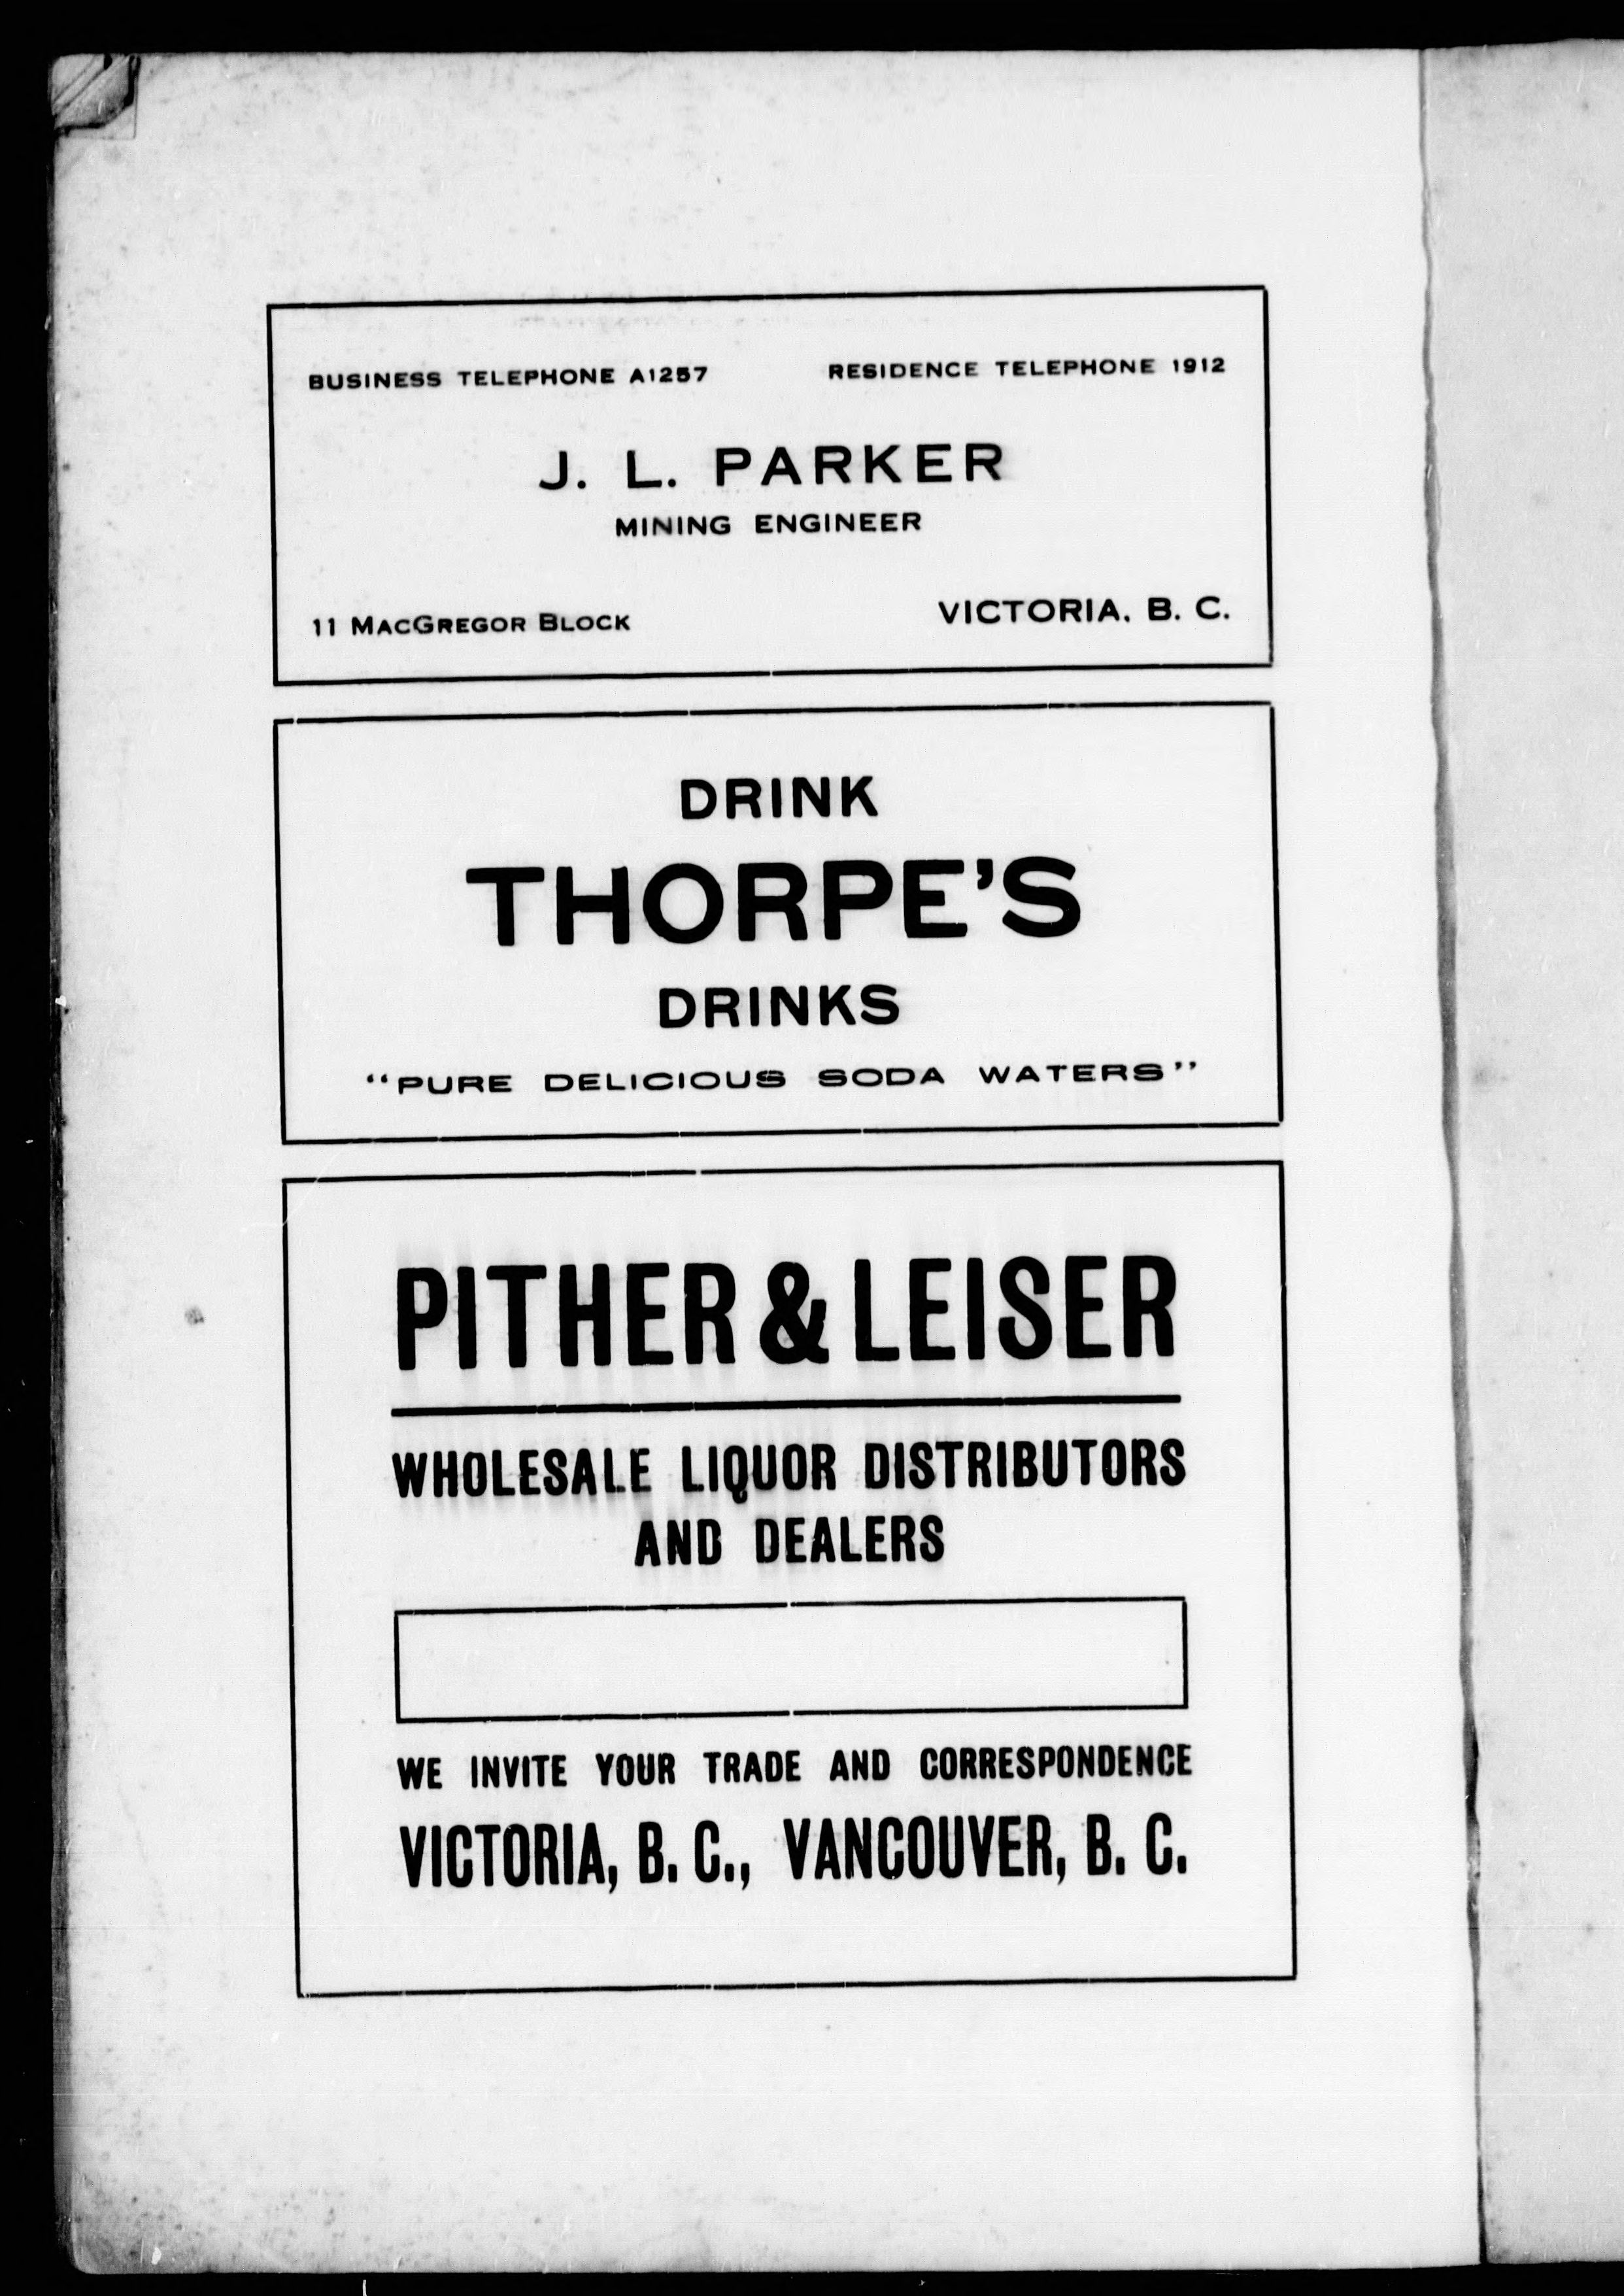 BUSINESS TELEPHONE A1257 RESIDENCE TELEPHONE 1912
J. L. PARKER
MINING ENGINEER
11 MACGREGOR BLOCK VICTORIA. B. C.
DRINK
THORPE'S
DRINKS
"PURE DELICIOUS SODA WATERS"
PITHER & LEISER
WHOLESALE LIQUOR DISTRIBUTORS
AND DEALERS
WE INVITE YOUR TRADE AND CORRESPONDENCE
VICTORIA, B. C., VANCOUVER, B. C.